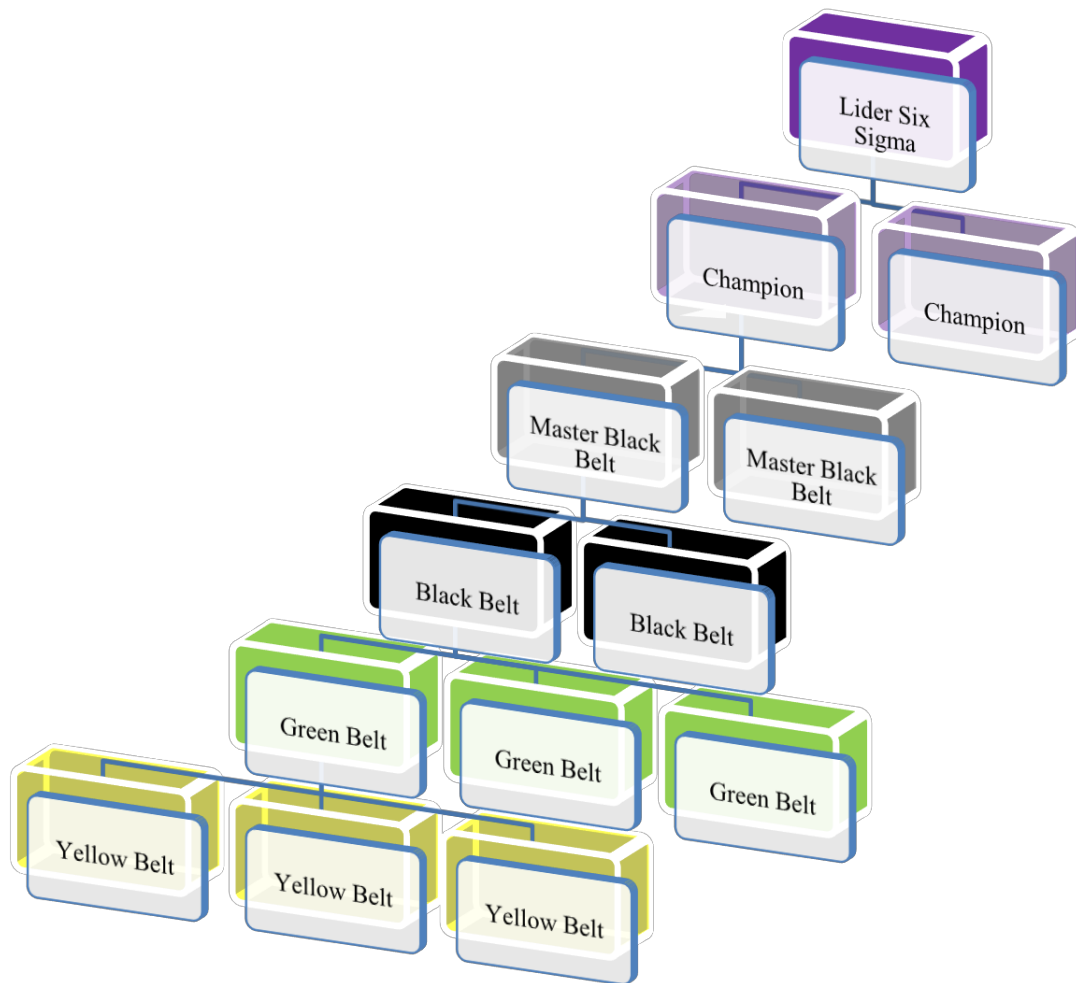 Lider Six
Sigma
Champion
Champion
Master Black
Belt
Master Black
Belt
Black Belt
Black Belt
Green Belt
Green Belt
Green Belt
Yellow Belt
Yellow Belt
Yellow Belt